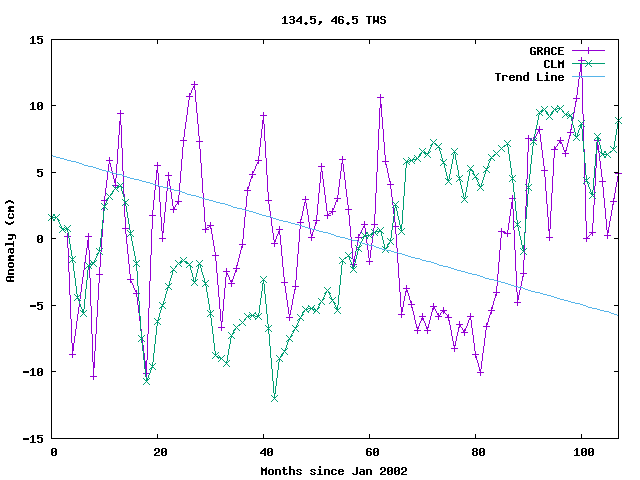 134.5, 46.5 TWS
GRACE
CLM
Trend Line
15
10
5
0
-5
-10
-15
Anomaly (cm)
0 20 40 60 80 100
Months since Jan 2002